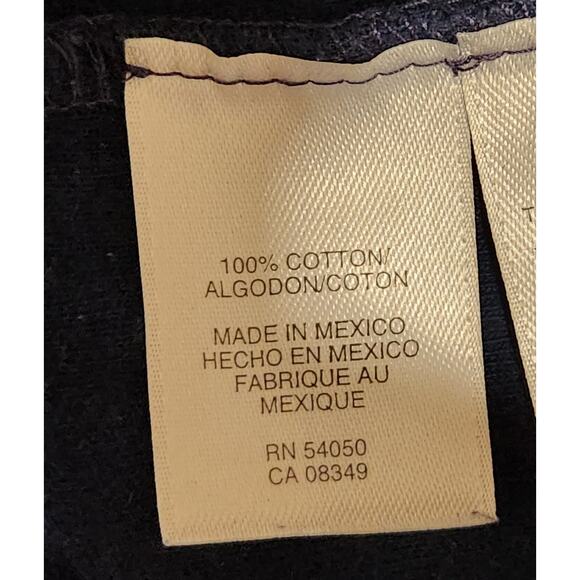 100% COTTON/
ALGODON/COTON
MADE IN MEXICO
HECHO EN MEXICO
FABRIQUE AU
MEXIQUE
RN 54050
CA 08349